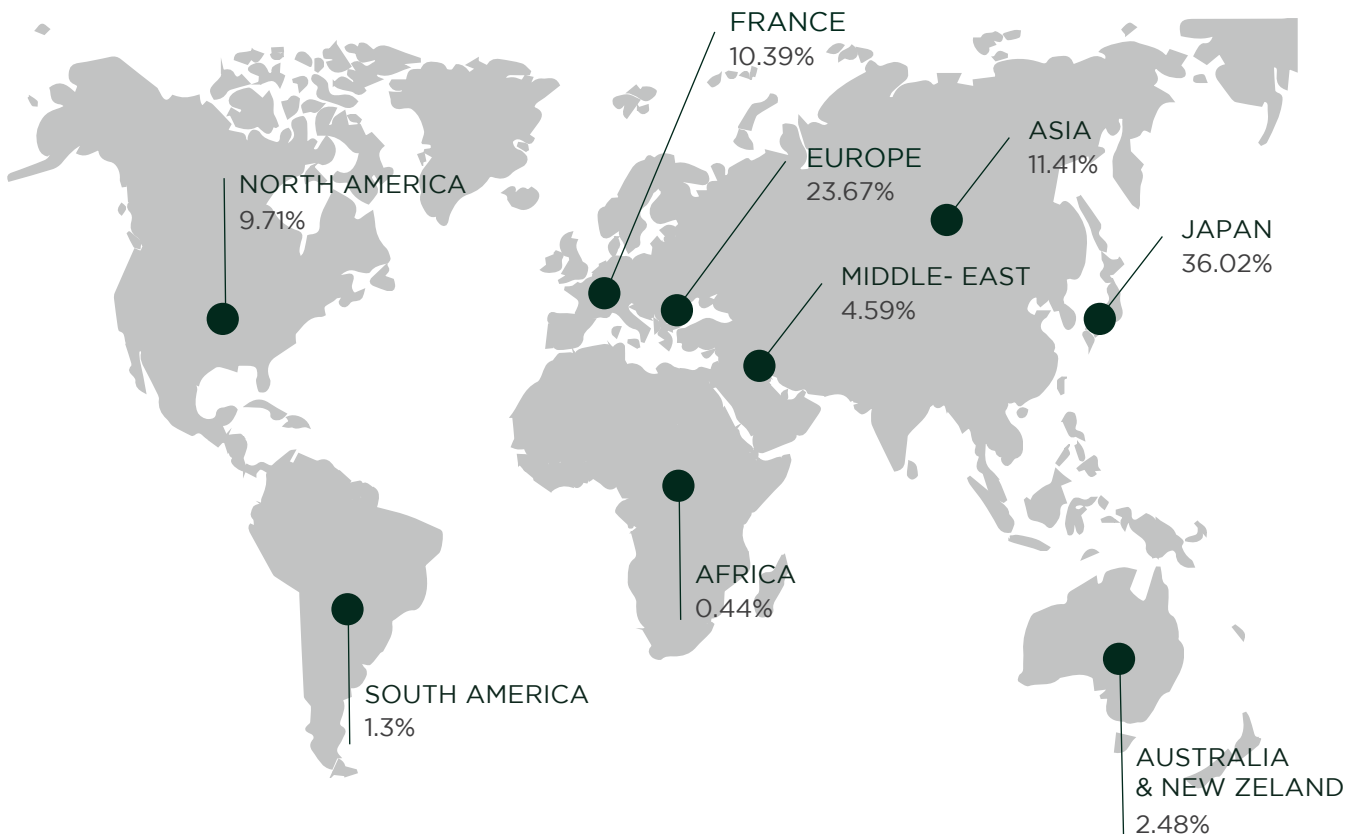 FRANCE
10.39%
ASIA
11.41%
EUROPE
23.67%
NORTH AMERICA
9.71%
JAPAN
36.02%
MIDDLE- EAST
4.59%
AFRICA
0.44%
SOUTH AMERICA
1.3%
AUSTRALIA
& NEW ZELAND
2.48%